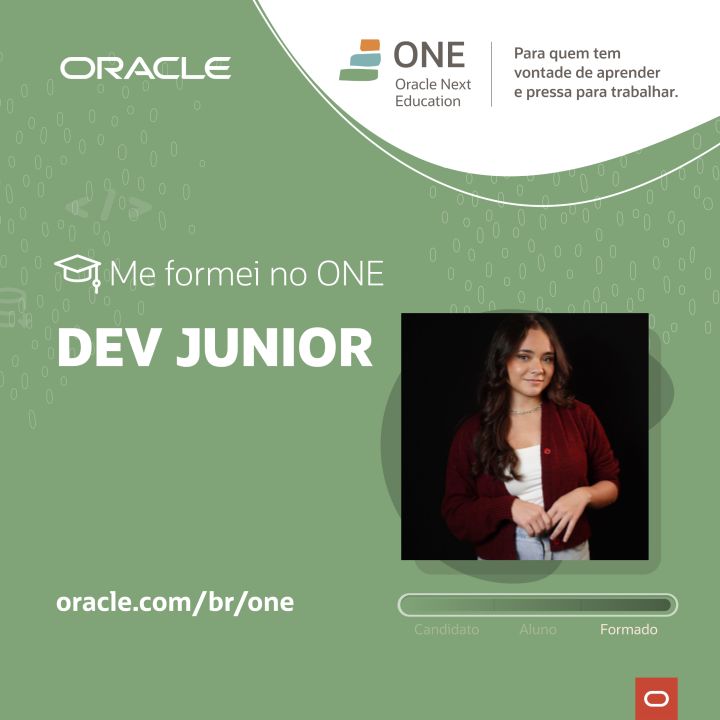 ORACLE
ONE
Oracle Next
Education
Para quem tem
vontade de aprender
e pressa para trabalhar.
</>
Me formei no ONE
DEV JUNIOR
oracle.com/br/one
Candidato
Aluno
Formado